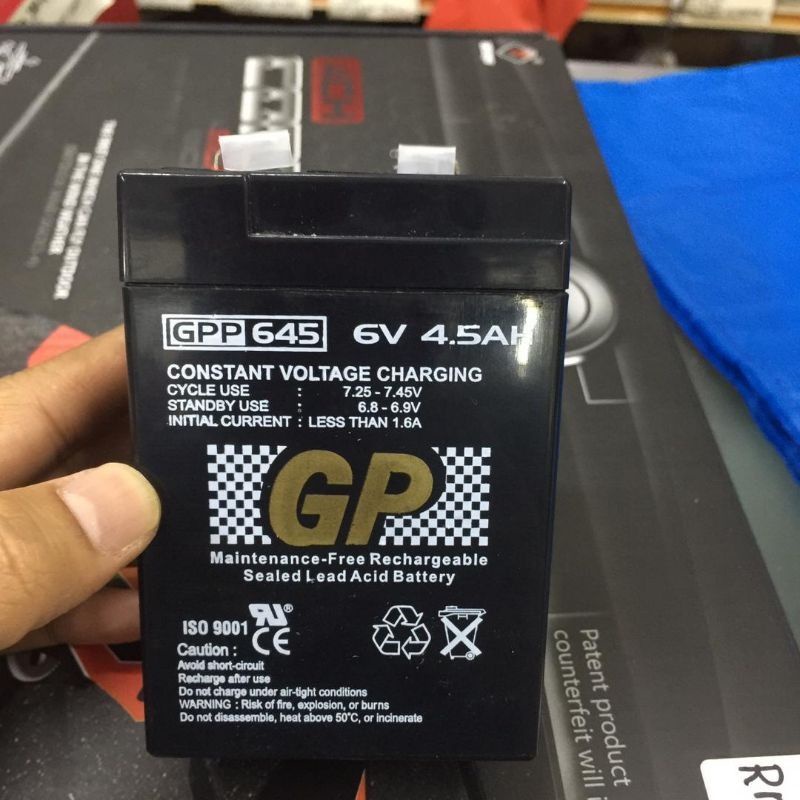 GPP 645 6V 4.5AH
CONSTANT VOLTAGE CHARGING
CYCLE USE : 7.25 - 7.45V
STANDBY USE : 6.8 - 6.9V
INITIAL CURRENT : LESS THAN 1.6A
GP
Maintenance-Free Rechargeable
Sealed Lead Acid Battery
ISO 9001
CE
Caution :
Avoid short-circuit
Recharge after use
Do not charge under air-tight conditions
WARNING : Risk of fire, explosion, or burns
Do not disassemble, heat above 50°C, or incinerate
Patent product
counterfeit will